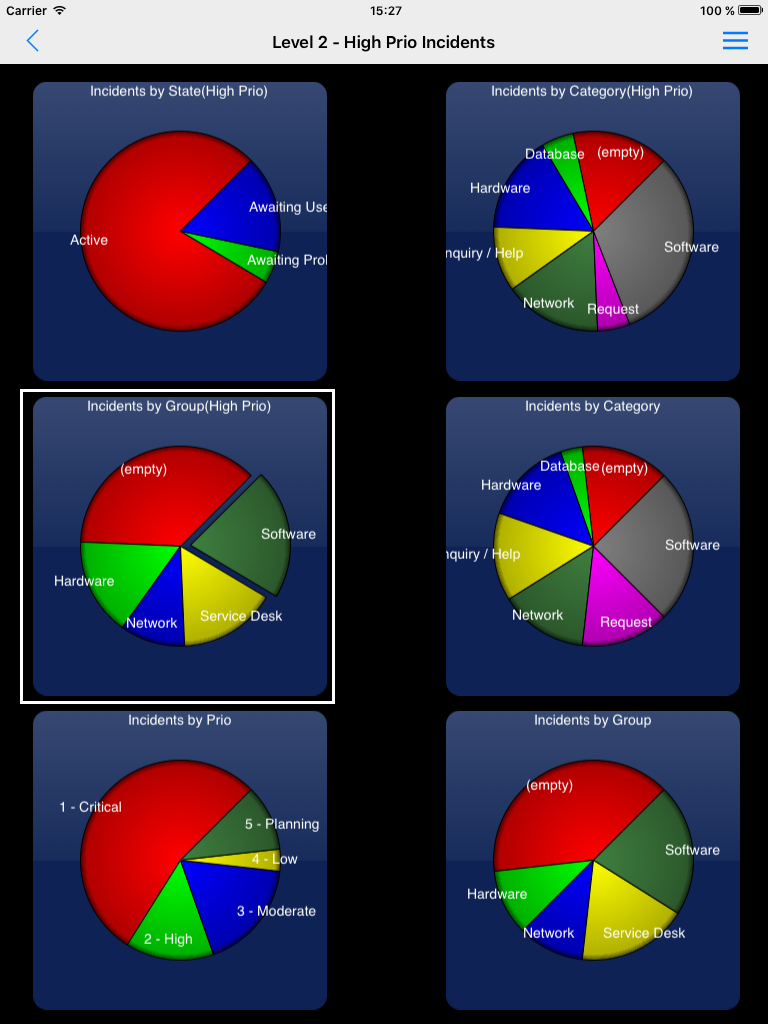 Carrier 15:27 100 %
Level 2 - High Prio Incidents
Incidents by State(High Prio)
Awaiting Use
Active
Awaiting Prol
Incidents by Category(High Prio)
Database
(empty)
Hardware
Software
nquiry / Help
Network
Request
Incidents by Group(High Prio)
(empty)
Software
Hardware
Service Desk
Network
Incidents by Category
Database
(empty)
Hardware
Software
nquiry / Help
Network
Request
Incidents by Prio
1 - Critical
5 - Planning
4 - Low
3 - Moderate
2 - High
Incidents by Group
(empty)
Software
Hardware
Network
Service Desk